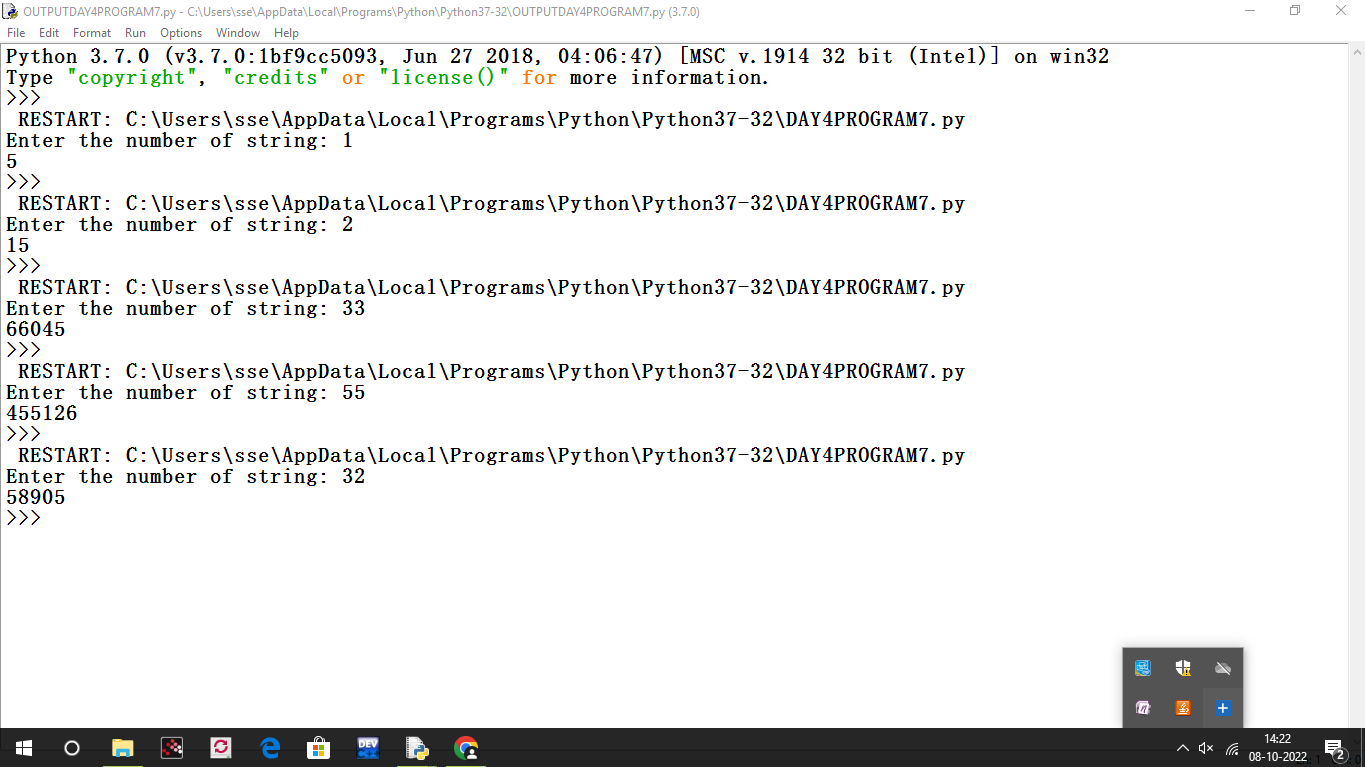 OUTPUTDAY4PROGRAM7.py - C:\Users\sse\AppData\Local\Programs\Python\Python37-32\OUTPUTDAY4PROGRAM7.py (3.7.0)
File Edit Format Run Options Window Help
Python 3.7.0 (v3.7.0:1bf9cc5093, Jun 27 2018, 04:06:47) [MSC v.1914 32 bit (Intel)] on win32
Type "copyright", "credits" or "license()" for more information.
>>>
RESTART: C:\Users\sse\AppData\Local\Programs\Python\Python37-32\DAY4PROGRAM7.py
Enter the number of string: 1
5
>>>
RESTART: C:\Users\sse\AppData\Local\Programs\Python\Python37-32\DAY4PROGRAM7.py
Enter the number of string: 2
15
>>>
RESTART: C:\Users\sse\AppData\Local\Programs\Python\Python37-32\DAY4PROGRAM7.py
Enter the number of string: 33
66045
>>>
RESTART: C:\Users\sse\AppData\Local\Programs\Python\Python37-32\DAY4PROGRAM7.py
Enter the number of string: 55
455126
>>>
RESTART: C:\Users\sse\AppData\Local\Programs\Python\Python37-32\DAY4PROGRAM7.py
Enter the number of string: 32
58905
>>>
DEV
14:22
08-10-2022
2